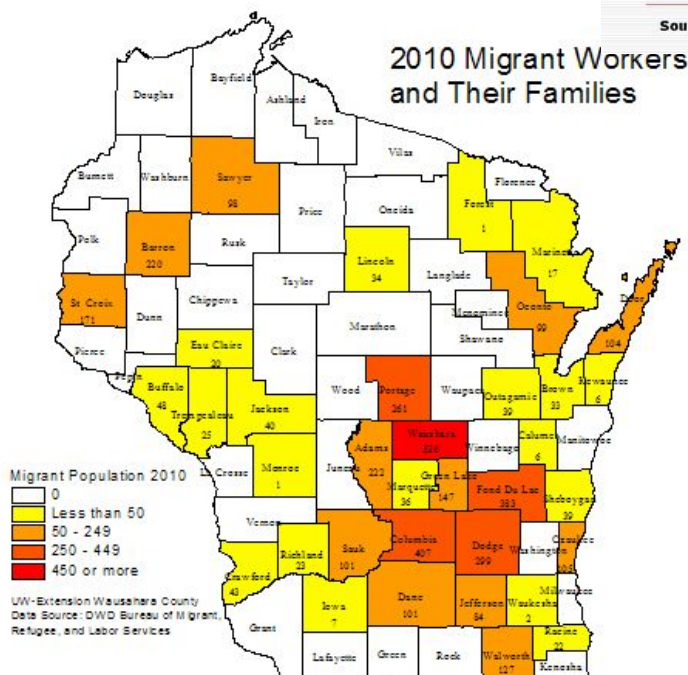 Sou
2010 Migrant Workers
and Their Families
Bayfield
Douglas
Ashland
Iron
Vilas
Burnett
Washburn
Sawyer
98
Florence
Forest
1
Price
Oneida
Marinette
17
Polk
Barron
220
Rusk
Lincoln
34
Langlade
Taylor
Chippewa
Oconto
99
Door
104
St Croix
171
Dunn
Menominee
Marathon
Shawano
Pierce
Eau Claire
20
Clark
Pepin
Buffalo
48
Wood
Portage
261
Waupaca
Outagamie
39
Brown
33
Kewaunee
6
Trempealeau
25
Jackson
40
Adams
222
Waushara
Winnebago
Calumet
6
Manitowoc
La Crosse
Monroe
1
Juneau
Marquette
36
Green Lake
147
Fond Du Lac
383
Sheboygan
39
Migrant Population 2010
0
Less than 50
50 - 249
250 - 449
450 or more
Vernon
Richland
23
Sauk
101
Columbia
407
Dodge
299
Washington
Ozaukee
105
Crawford
43
UW-Extension Wausahara County
Data Source: DWD Bureau of Migrant,
Refugee, and Labor Services
Iowa
7
Dane
101
Jefferson
84
Waukesha
2
Milwaukee
Grant
Racine
22
Lafayette
Green
Rock
Walworth
127
Kenosha